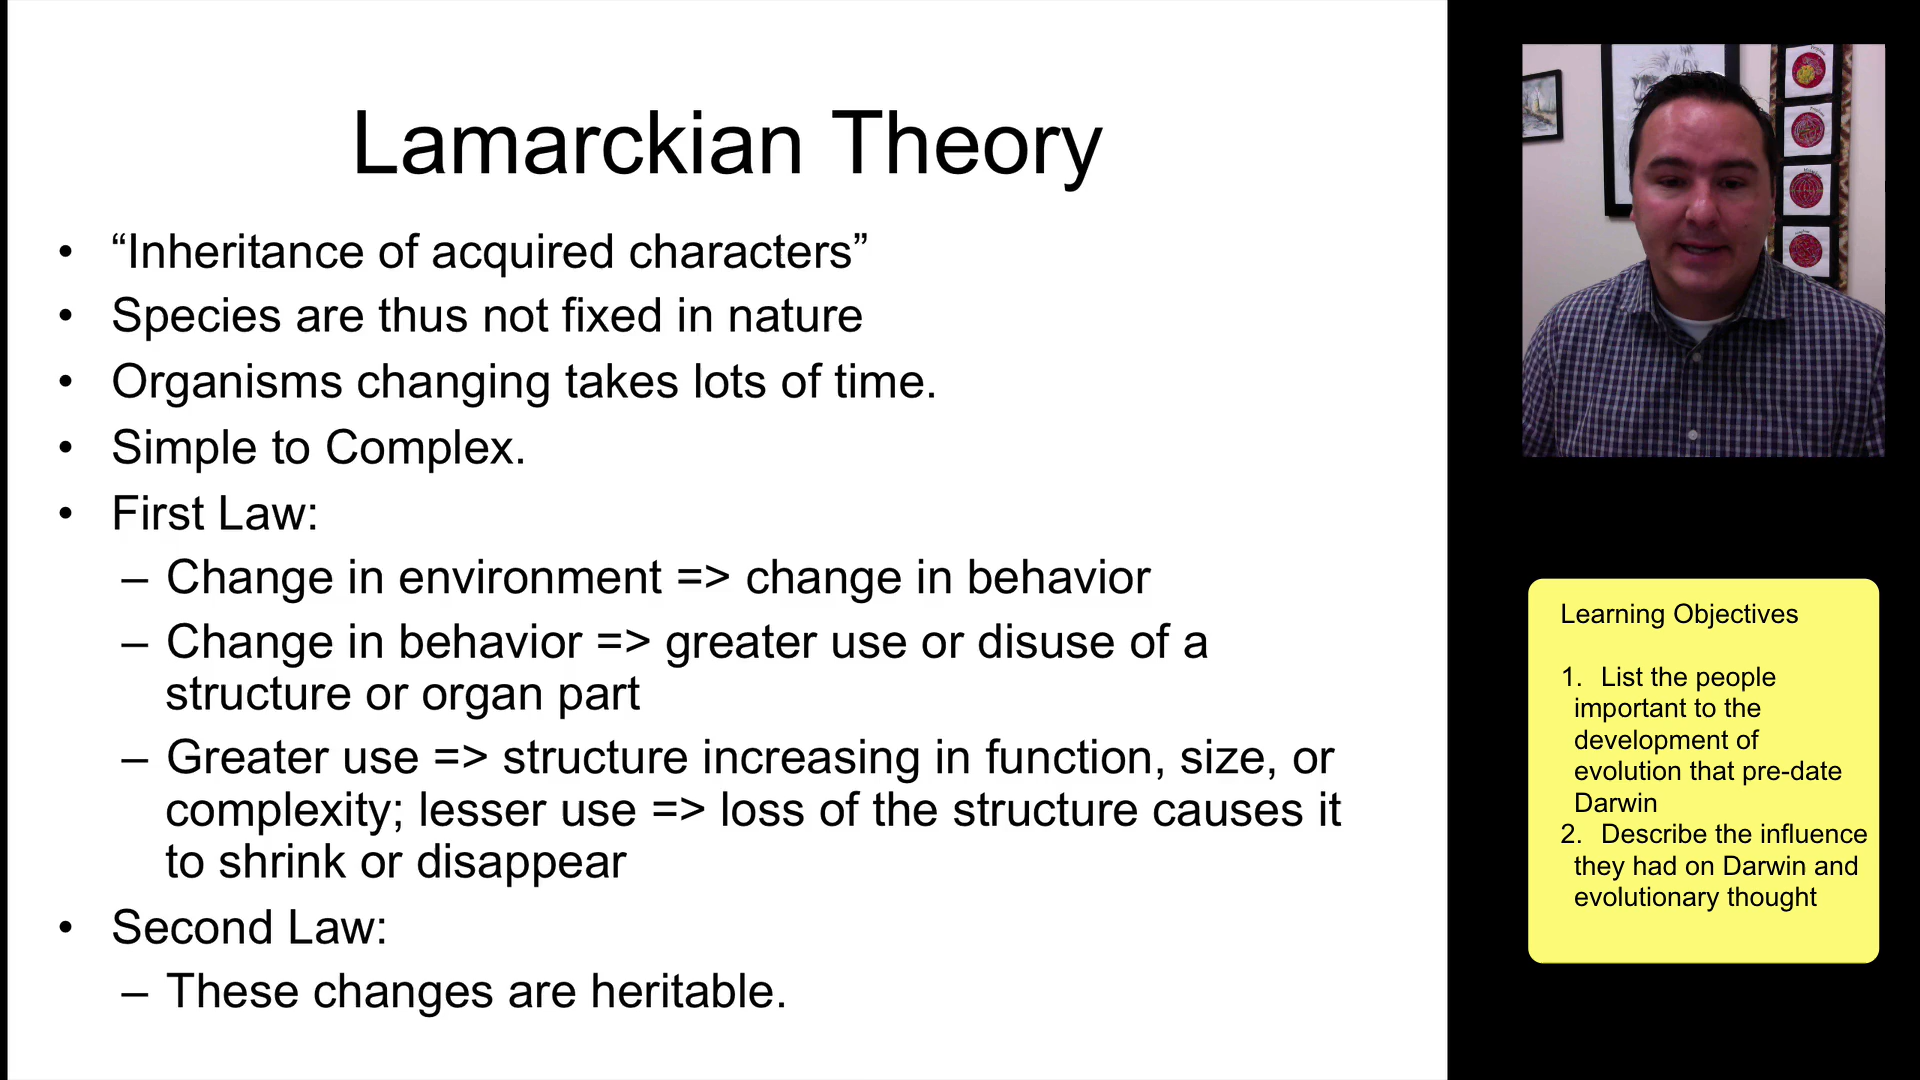 Lamarckian Theory
• “Inheritance of acquired characters”
• Species are thus not fixed in nature
• Organisms changing takes lots of time.
• Simple to Complex.
• First Law:
– Change in environment => change in behavior
– Change in behavior => greater use or disuse of a
structure or organ part
– Greater use => structure increasing in function, size, or
complexity; lesser use => loss of the structure causes it
to shrink or disappear
• Second Law:
– These changes are heritable.
Learning Objectives
1. List the people
important to the
development of
evolution that pre-date
Darwin
2. Describe the influence
they had on Darwin and
evolutionary thought